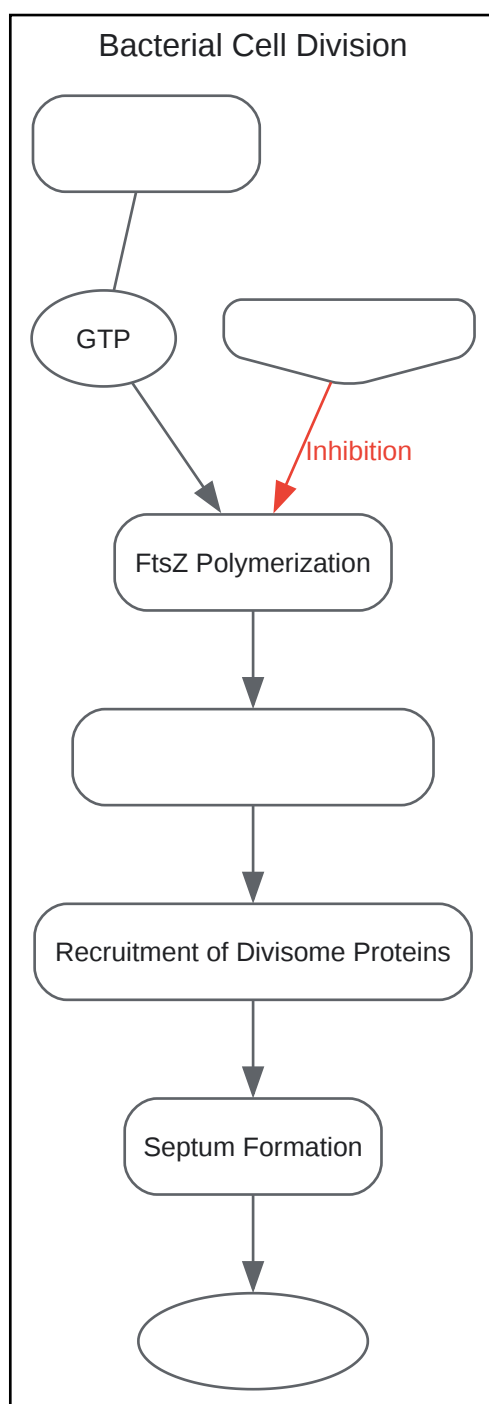 Bacterial Cell Division
GTP
Inhibition
FtsZ Polymerization
Recruitment of Divisome Proteins
Septum Formation